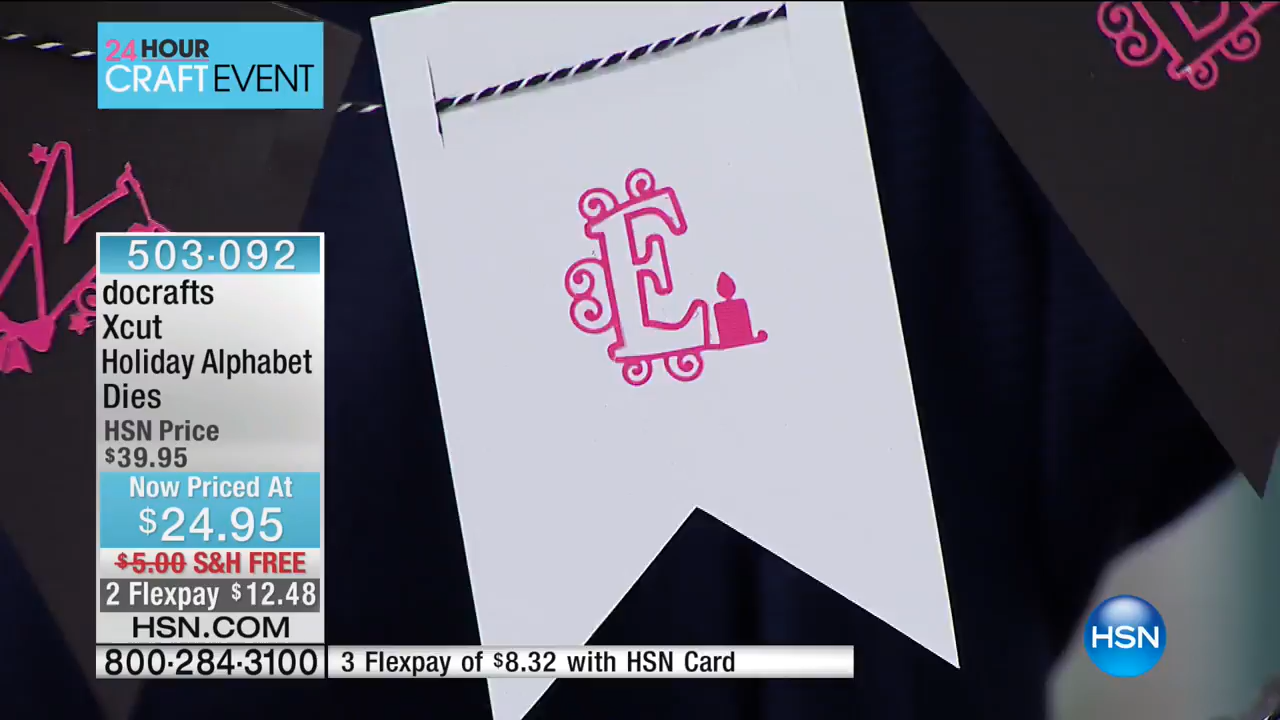 24 HOUR
CRAFT EVENT
503·092
docrafts
Xcut
Holiday Alphabet
Dies
HSN Price
$39.95
Now Priced At
$24.95
$5.00 S&H FREE
2 Flexpay $12.48
HSN.COM
800·284·3100
3 Flexpay of $8.32 with HSN Card
E
HSN